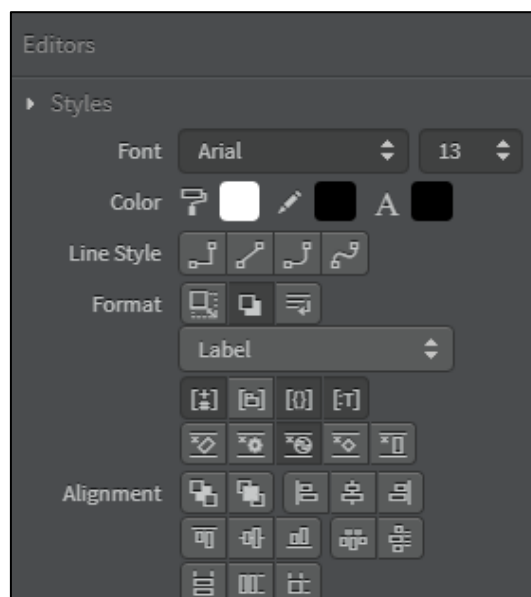 Editors
Styles
Font Arial 13
Color A
Line Style
Format
Label
[±] [B] [{}] [:T]
Alignment